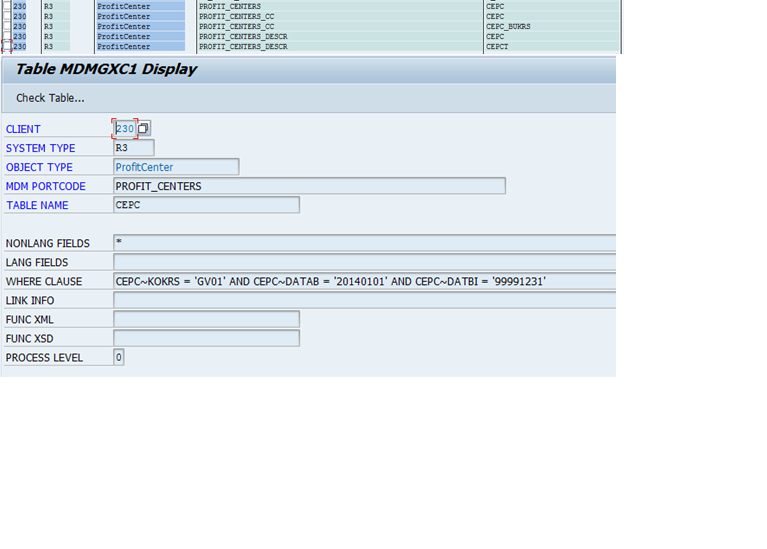 230 R3 ProfitCenter PROFIT_CENTERS CEPC
230 R3 ProfitCenter PROFIT_CENTERS_CC CEPC
230 R3 ProfitCenter PROFIT_CENTERS_CC CEPC_BUKRS
230 R3 ProfitCenter PROFIT_CENTERS_DESCR CEPC
230 R3 ProfitCenter PROFIT_CENTERS_DESCR CEPCT
Table MDMGXC1 Display
Check Table...
CLIENT 230
SYSTEM TYPE R3
OBJECT TYPE ProfitCenter
MDM PORTCODE PROFIT_CENTERS
TABLE NAME CEPC
NONLANG FIELDS *
LANG FIELDS
WHERE CLAUSE CEPC~KOKRS = 'GV01' AND CEPC~DATAB = '20140101' AND CEPC~DATBI = '99991231'
LINK INFO
FUNC XML
FUNC XSD
PROCESS LEVEL 0